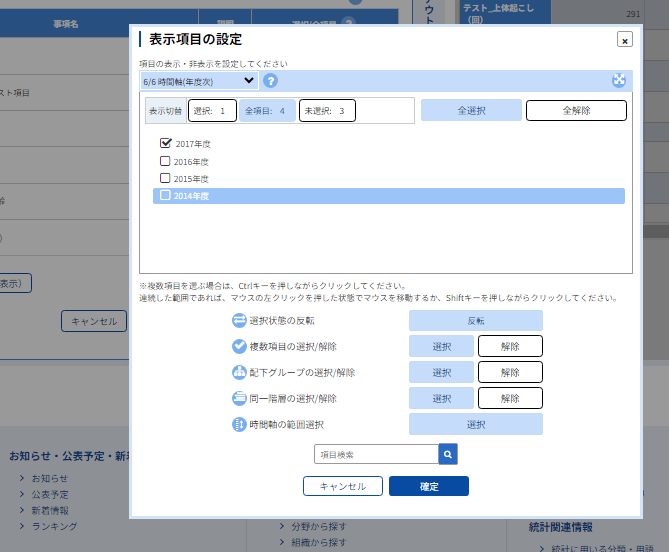 事項名
テスト_上体起こし
（回）
291
スト項目
表示）
キャンセル
表示項目の設定
×
項目の表示・非表示を設定してください
6/6 時間軸(年度次)
?
表示切替
選択: 1
全項目: 4
未選択: 3
全選択
全解除
2017年度
2016年度
2015年度
2014年度
※複数項目を選ぶ場合は、Ctrlキーを押しながらクリックしてください。
連続した範囲であれば、マウスの左クリックを押した状態でマウスを移動するか、Shiftキーを押しながらクリックしてください。
選択状態の反転
反転
複数項目の選択/解除
選択
解除
配下グループの選択/解除
選択
解除
同一階層の選択/解除
選択
解除
時間軸の範囲選択
選択
項目検索
キャンセル
確定
お知らせ・公表予定・新着
お知らせ
公表予定
新着情報
ランキング
分野から探す
組織から探す
統計関連情報
統計に用いる分類・用語